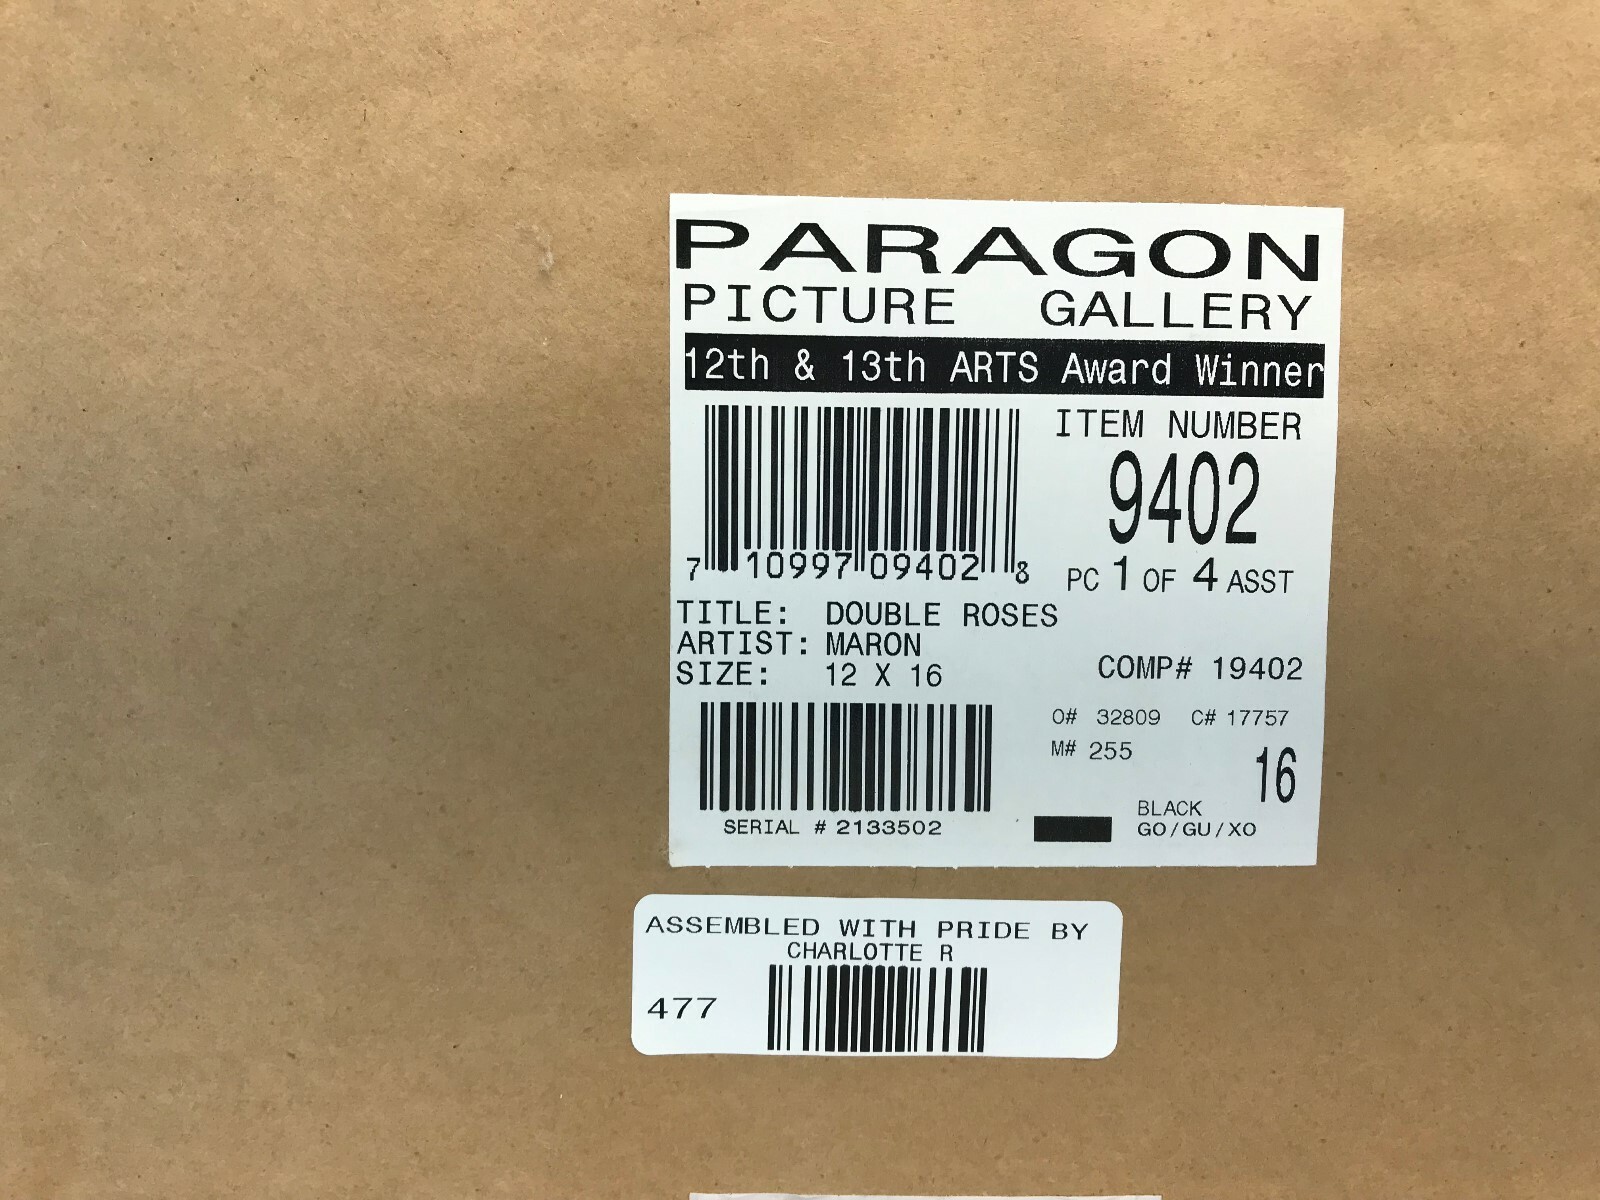 PARAGON
PICTURE GALLERY
12th & 13th ARTS Award Winner
ITEM NUMBER
9402
7 10997 09402 8
PC 1 OF 4 ASST
TITLE: DOUBLE ROSES
ARTIST: MARON
SIZE: 12 X 16
COMP# 19402
O# 32809 C# 17757
M# 255
16
SERIAL # 2133502
BLACK
GO/GU/XO
ASSEMBLED WITH PRIDE BY
CHARLOTTE R
477